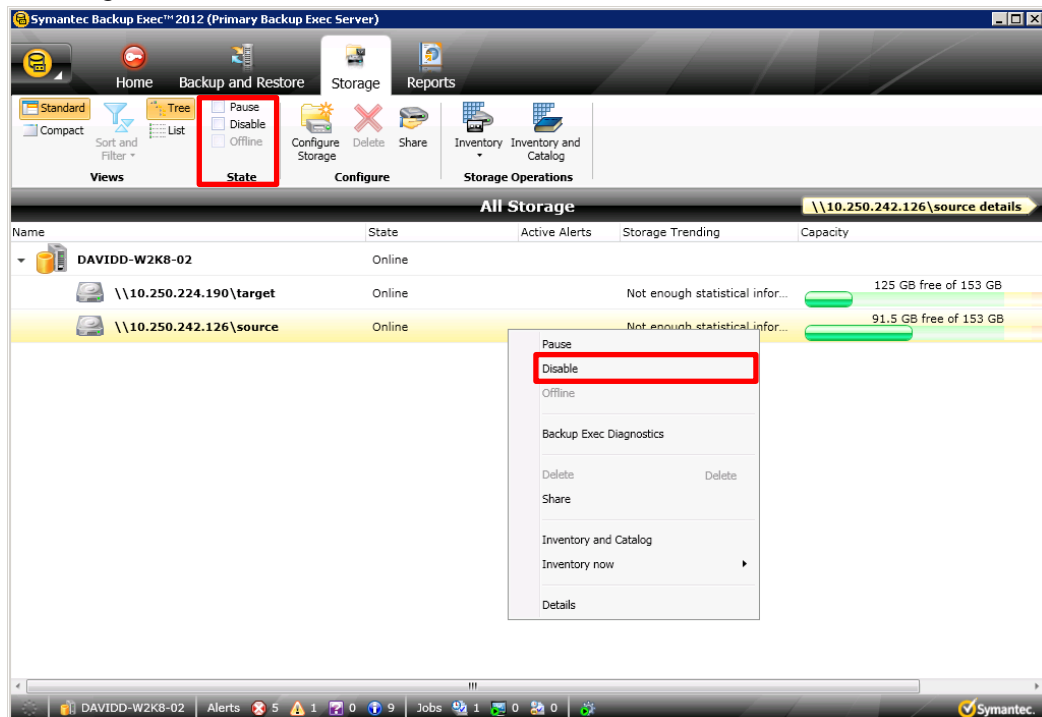 Symantec Backup Exec™ 2012 (Primary Backup Exec Server)
Home Backup and Restore Storage Reports
Standard
Compact
Sort and
Filter
Tree
List
Views
Pause
Disable
Offline
State
Configure
Storage
Delete
Share
Configure
Inventory
Inventory and
Catalog
Storage Operations
All Storage
\\10.250.242.126\source details
Name State Active Alerts Storage Trending Capacity
DAVIDD-W2K8-02 Online
\\10.250.224.190\target Online Not enough statistical infor... 125 GB free of 153 GB
\\10.250.242.126\source Online Not enough statistical infor... 91.5 GB free of 153 GB
Pause
Disable
Offline
Backup Exec Diagnostics
Delete Delete
Share
Inventory and Catalog
Inventory now
Details
DAVIDD-W2K8-02 Alerts 5 1 0 9 Jobs 1 0 0 Symantec.